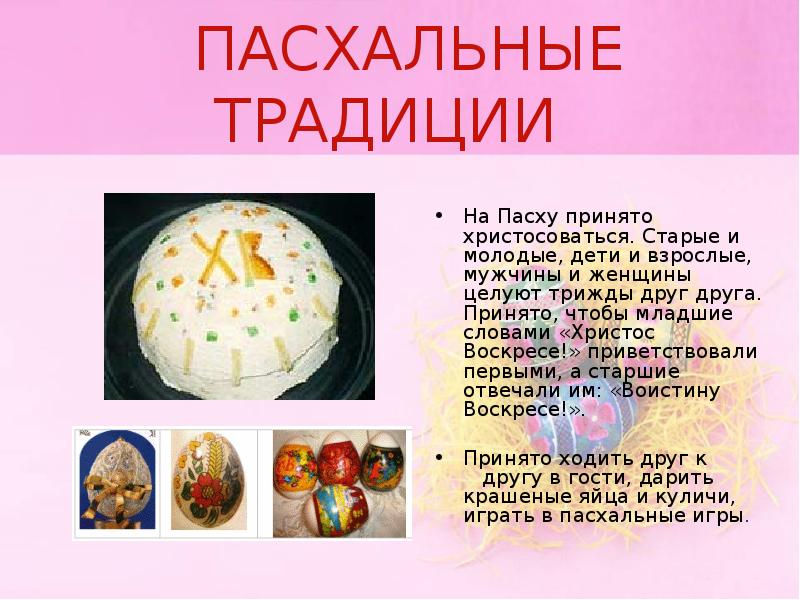 ПАСХАЛЬНЫЕ
ТРАДИЦИИ
ХВ
• На Пасху принято
христосоваться. Старые и
молодые, дети и взрослые,
мужчины и женщины
целуют трижды друг друга.
Принято, чтобы младшие
словами «Христос
Воскресе!» приветствовали
первыми, а старшие
отвечали им: «Воистину
Воскресе!».
• Принято ходить друг к
другу в гости, дарить
крашеные яйца и куличи,
играть в пасхальные игры.